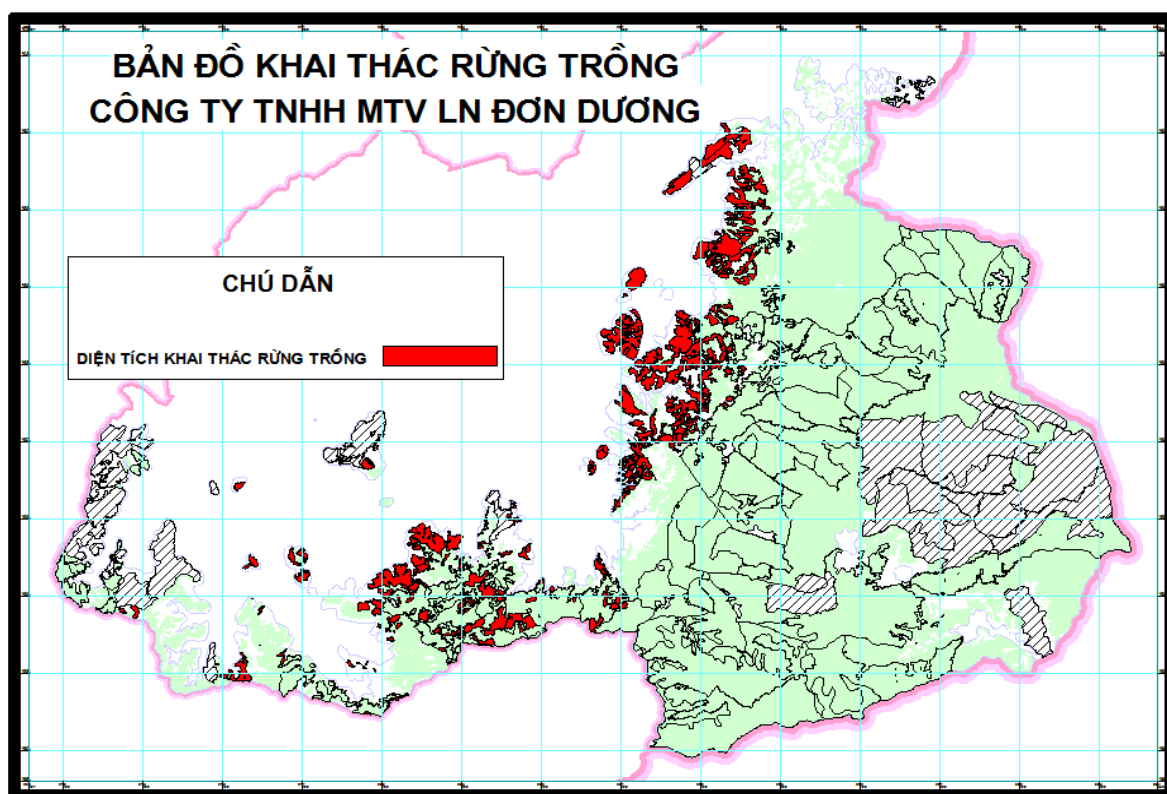 BẢN ĐỒ KHAI THÁC RỪNG TRỒNG
CÔNG TY TNHH MTV LN ĐƠN DƯƠNG
CHÚ DẪN
DIỆN TÍCH KHAI THÁC RỪNG TRỒNG